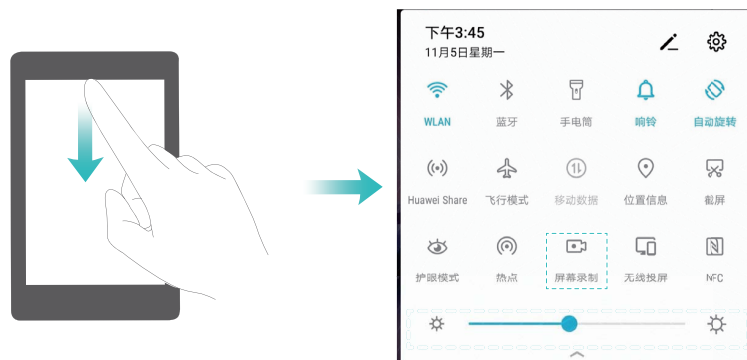 下午3:45
11月5日星期一
WLAN 蓝牙 手电筒 响铃 自动旋转
Huawei Share 飞行模式 移动数据 位置信息 截屏
护眼模式 热点 屏幕录制 无线投屏 NFC